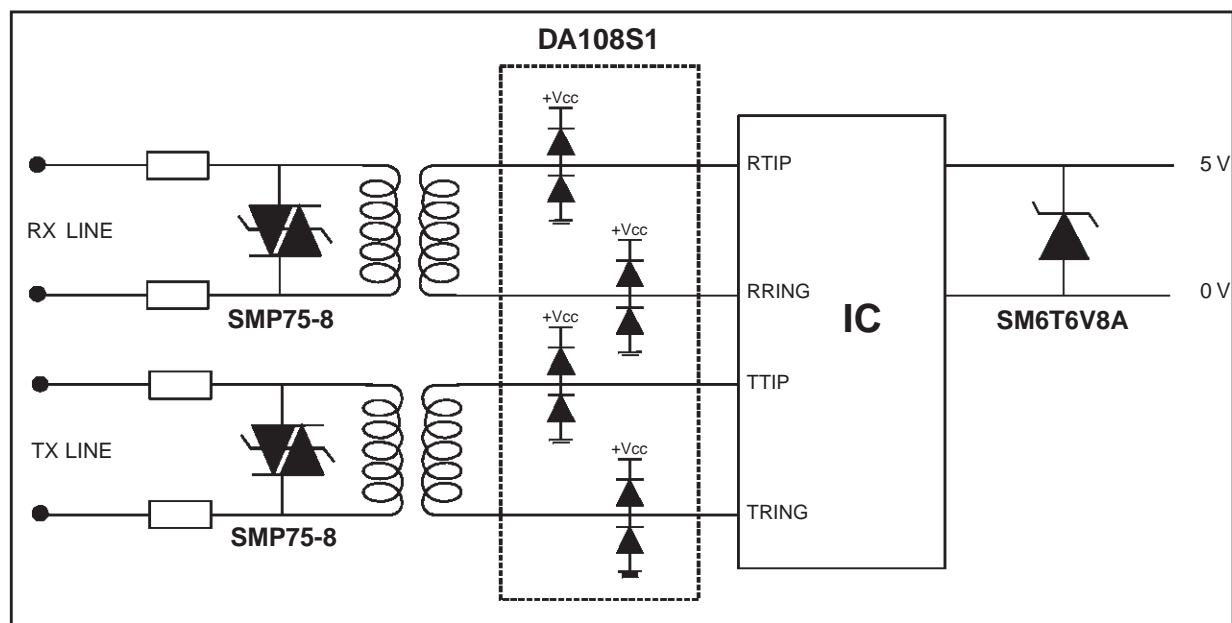 DA108S1
+Vcc
RTIP
5 V
RX LINE
+Vcc
RRING
0 V
SMP75-8
IC
SM6T6V8A
+Vcc
TTIP
TX LINE
+Vcc
TRING
SMP75-8